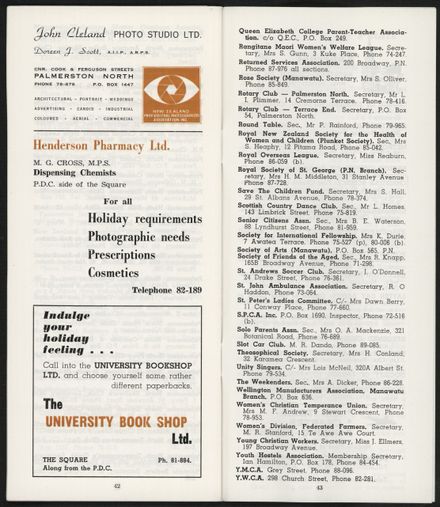 John Cleland PHOTO STUDIO LTD.
Doreen J. Scott, A.I.I.P., A.R.P.S.
CNR. COOK & FERGUSON STREETS
PALMERSTON NORTH
PHONE 78-979 P.O. BOX 1447
ARCHITECTURAL - PORTRAIT - WEDDINGS
ADVERTISING - CANDID - INDUSTRIAL
COLOURED - AERIAL - COMMERCIAL
NEW ZEALAND
PROFESSIONAL PHOTOGRAPHERS
ASSOCIATION INC
Henderson Pharmacy Ltd.
M. G. CROSS, M.P.S.
Dispensing Chemists
P.D.C. side of the Square
For all
Holiday requirements
Photographic needs
Prescriptions
Cosmetics
Telephone 82-189
Indulge
your
holiday
feeling . . .
Call into the UNIVERSITY BOOKSHOP
LTD. and choose yourself some rather
different paperbacks.
The
UNIVERSITY BOOK SHOP
Ltd.
THE SQUARE Ph. 81-884.
Along from the P.D.C.
42
Queen Elizabeth College Parent-Teacher Associa-
tion. c/o Q.E.C., P.O. Box 249.
Rangitane Maori Women's Welfare League. Secre-
tary, Mrs S. Gunn, 3 Kuke Place, Phone 74-247.
Returned Services Association. 200 Broadway, P.N.
Phone 87-976 all sections.
Rose Society (Manawatu). Secretary, Mrs S. Olliver,
Phone 85-849.
Rotary Club — Palmerston North. Secretary, Mr L.
I. Plimmer, 14 Cremorne Terrace, Phone 78-416.
Rotary Club — Terrace End. Secretary, P.O. Box
54, Palmerston North.
Round Table. Sec., Mr P. Rainford, Phone 79-965.
Royal New Zealand Society for the Health of
Women and Children (Plunket Society). Sec., Mrs
S. Heaphy, 12 Pitama Road, Phone 85-042.
Royal Overseas League. Secretary, Miss Reaburn,
Phone 86-059 (b).
Royal Society of St. George (P.N. Branch). Sec-
retary, Mrs H. M. Middleton, 31 Stanley Avenue
Phone 87-728.
Save The Children Fund. Secretary, Mrs S. Hall,
29 St. Albans Avenue, Phone 78-374.
Scottish Country Dance Club. Sec., Mr L. Homes,
143 Limbrick Street, Phone 75-819.
Senior Citizens Assn. Sec., Mrs B. E. Waterson,
88 Lyndhurst Street, Phone 81-959.
Society for International Fellowship. Mrs K. Durie,
7 Awatea Terrace. Phone 75-527 (p), 80-006 (b).
Society of Arts (Manawatu), P.O. Box 565, P.N.
Society of Friends of the Aged, Sec., Mrs R. Knapp,
165B Broadway Avenue, Phone 71-298.
St. Andrews Soccer Club. Secretary, I. O'Donnell,
24 Drake Street, Phone 76-361.
St. John Ambulance Association. Secretary, R. O
Haddon, Phone 73-064.
St. Peter's Ladies Committee, C/- Mrs Dawn Berry,
11 Conway Place, Phone 77-660.
S.P.C.A. Inc. P.O. Box 1690, Inspector, Phone 72-516
(b).
Solo Parents Assn. Sec., Mrs O. A. Mackenzie, 321
Botanical Road, Phone 76-689.
Slot Car Club. M. R. Dando, Phone 89-085.
Theosophical Society. Secretary, Mrs H. Conland,
32 Karamea Crescent.
Unity Singers. C/- Mrs Lois McNeil, 320A Albert St.
Phone 79-534.
The Weekenders. Sec., Mrs A. Dicker, Phone 86-228.
Wellington Manufacturers Association. Manawatu
Branch. P.O. Box 636.
Women's Christian Temperance Union. Secretary,
Mrs M. F. Andrew, 9 Stewart Crescent, Phone
78-953.
Women's Division, Federated Farmers. Secretary,
M. R. Stanford, 15 Te Awe Awe Court.
Young Christian Workers. Secretary, Miss J. Ellmers,
197 Broadway Avenue.
Youth Hostels Association. Membership Secretary,
Ian Hamilton, P.O. Box 178, Phone 84-454.
Y.M.C.A. Grey Street. Phone 88-096.
Y.W.C.A. 298 Church Street, Phone 82-281.
43